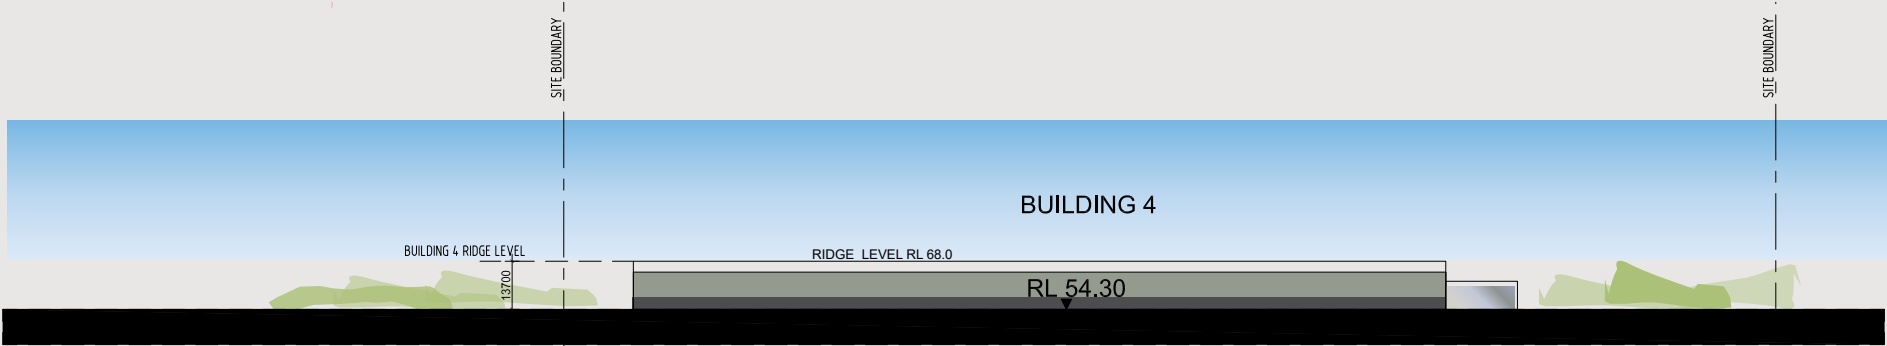 SITE BOUNDARY
SITE BOUNDARY
BUILDING 4
BUILDING 4 RIDGE LEVEL
RIDGE LEVEL RL 68.0
13700
RL 54.30